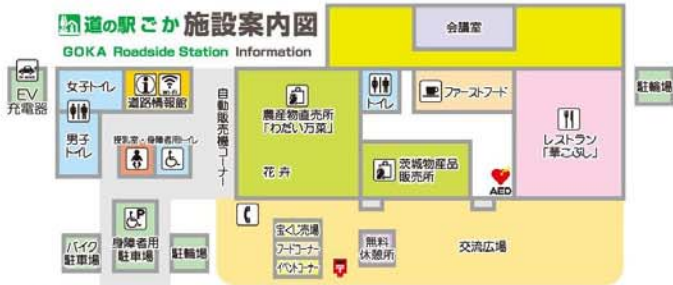 道の駅 ごか 施設案内図
GOKA Roadside Station Information
会議室
EV
充電器
女子トイレ
Wi-Fi
道路情報館
自動販売機コーナー
農産物直売所
「わだい万菜」
トイレ
ファーストフード
レストラン
「華こぶし」
駐輪場
男子
トイレ
授乳室・身障者用トイレ
花卉
茨城物産品
販売所
AED
P
バイク
駐車場
身障者用
駐車場
駐輪場
宝くじ売場
フードコーナー
イベントコーナー
無料
休憩所
交流広場